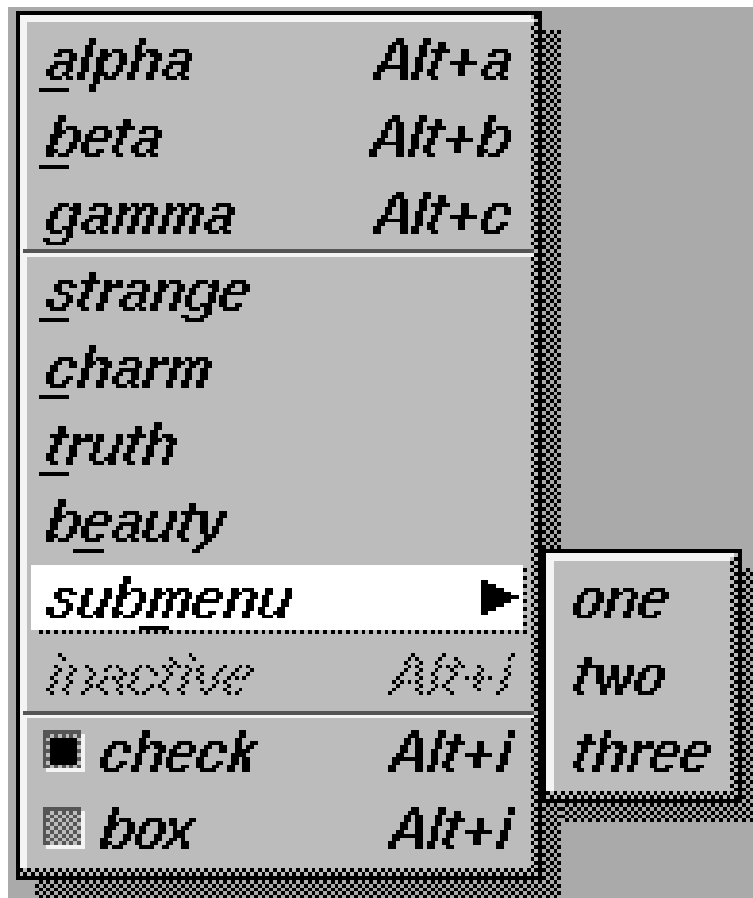 alpha Alt+a
beta Alt+b
gamma Alt+c
strange
charm
truth
beauty
submenu
inactive Alt+i
check Alt+i
box Alt+i
one
two
three